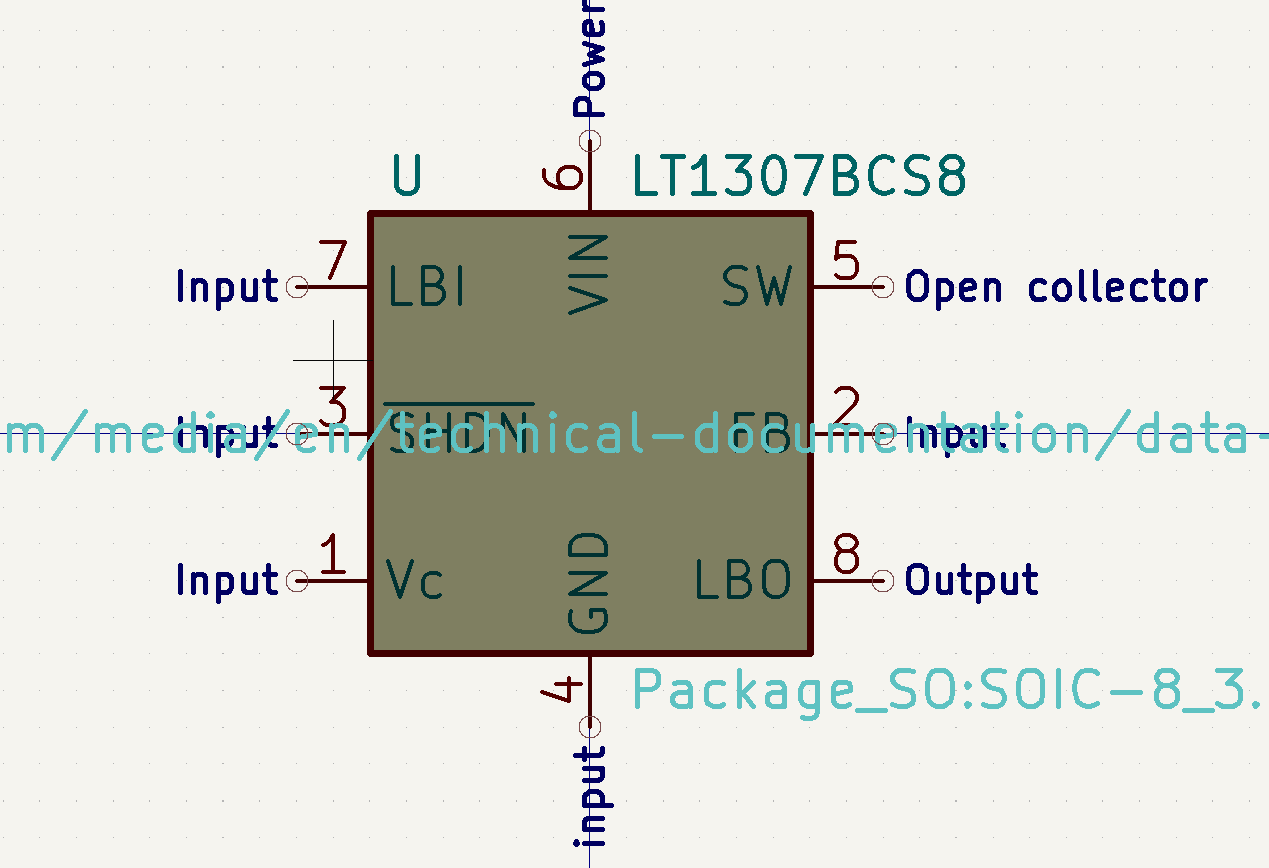 Power
U
LT1307BCS8
6
7
5
Input
LBI
VIN
SW
Open collector
3
2
Input
SHDN
FB
Input
m/media/en/technical-documentation/data-
1
8
Input
Vc
GND
LBO
Output
4
Package_SO:SOIC-8_3.
input